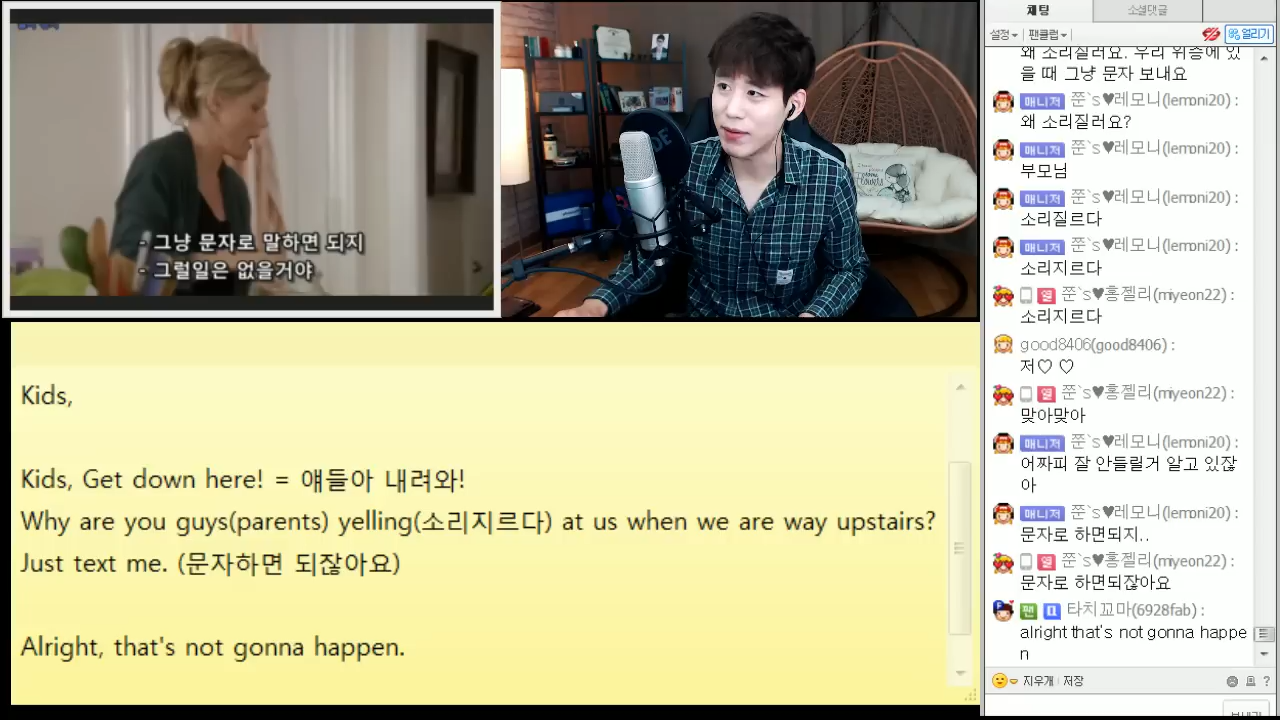 - 그냥 문자로 말하면 되지
- 그럴일은 없을거야
Kids,
Kids, Get down here! = 얘들아 내려와!
Why are you guys(parents) yelling(소리지르다) at us when we are way upstairs?
Just text me. (문자하면 되잖아요)
Alright, that's not gonna happen.
채팅
소셜댓글
설정
팬클럽
열리기
왜 소리질러요. 우리 위층에 있
을 때 그냥 문자 보내요
매니저 쭌`s♥레모니(lemoni20) :
왜 소리질러요?
매니저 쭌`s♥레모니(lemoni20) :
부모님
매니저 쭌`s♥레모니(lemoni20) :
소리질르다
매니저 쭌`s♥레모니(lemoni20) :
소리지르다
열 쭌`s♥홍젤리(miyeon22) :
소리지르다
good8406(good8406) :
저♡ ♡
열 쭌`s♥홍젤리(miyeon22) :
맞아맞아
매니저 쭌`s♥레모니(lemoni20) :
어짜피 잘 안들릴거 알고 있잖
아
매니저 쭌`s♥레모니(lemoni20) :
문자로 하면되지..
열 쭌`s♥홍젤리(miyeon22) :
문자로 하면되잖아요
팬 타치꼬마(6928fab) :
alright that's not gonna happe
n
지우개 | 저장